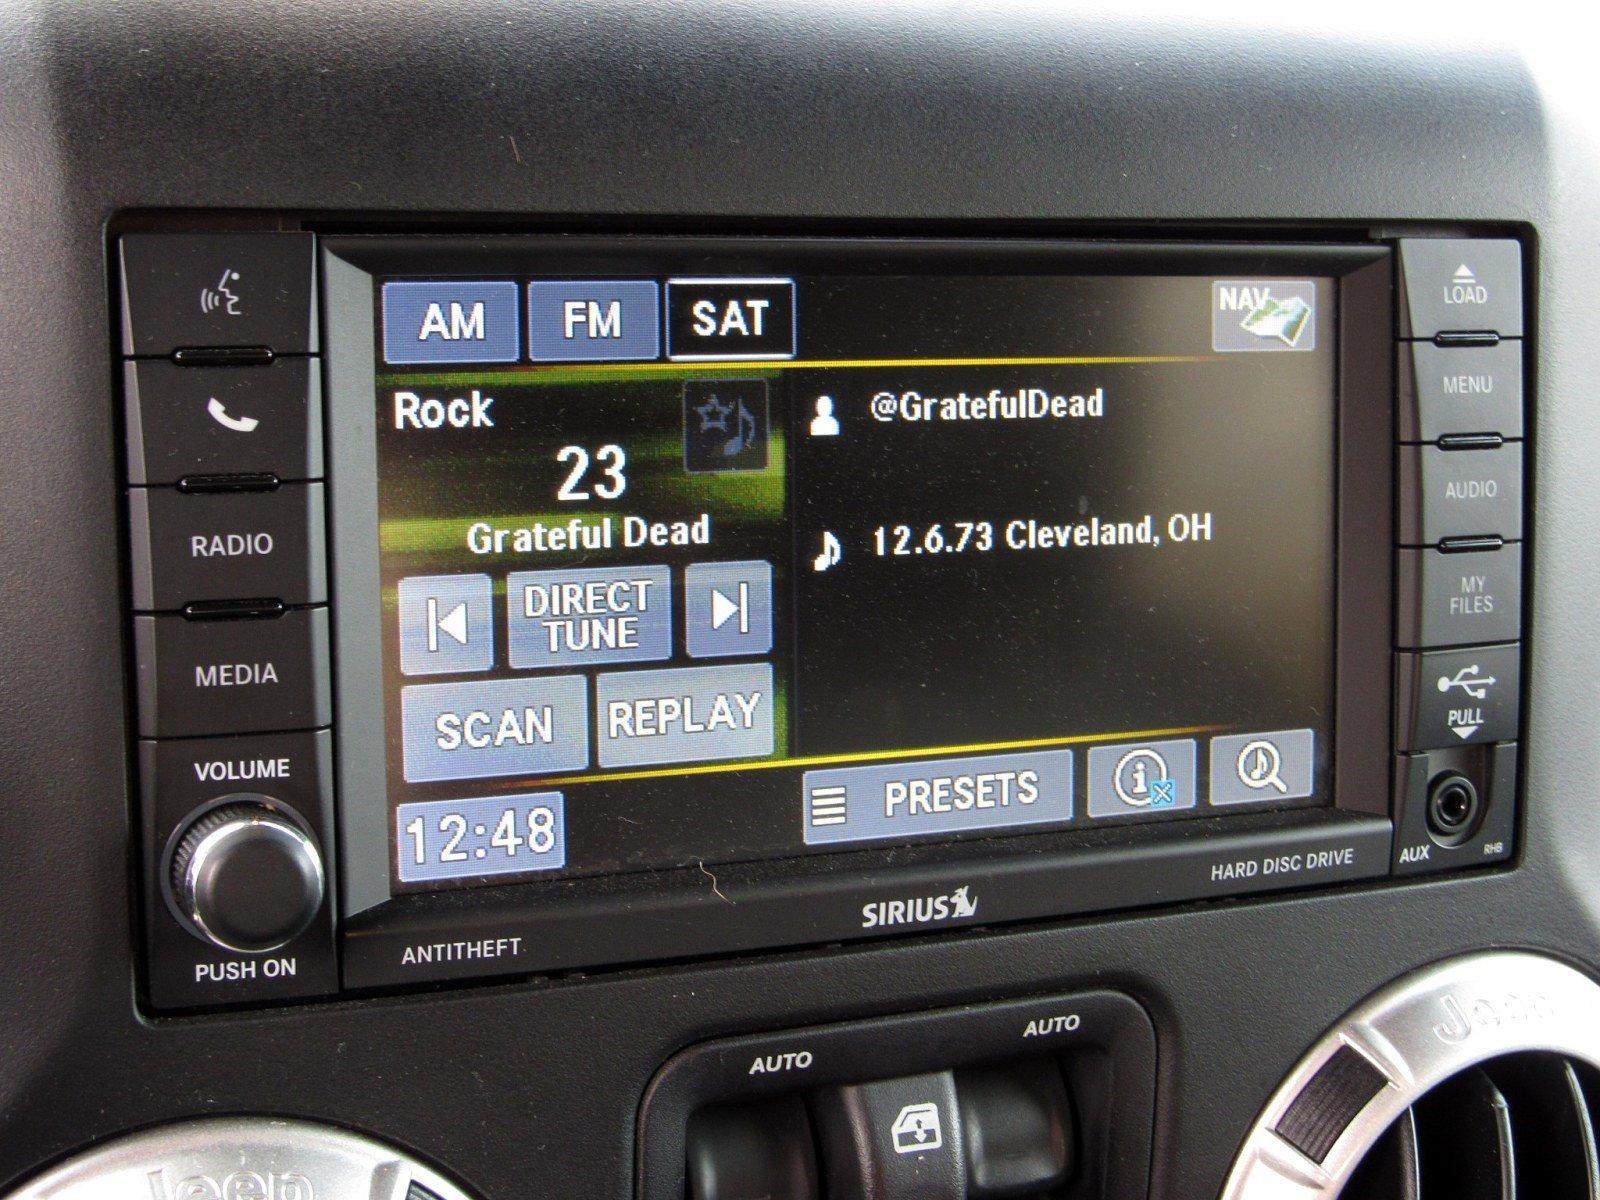 AM FM SAT NAV
LOAD
MENU
Rock
@GratefulDead
23
Grateful Dead
12.6.73 Cleveland, OH
AUDIO
RADIO
DIRECT
TUNE
MY
FILES
MEDIA
SCAN REPLAY
PULL
VOLUME
PRESETS
12:48
AUX RHB
HARD DISC DRIVE
SIRIUS
ANTITHEFT
PUSH ON
AUTO AUTO
Jeep
Jeep